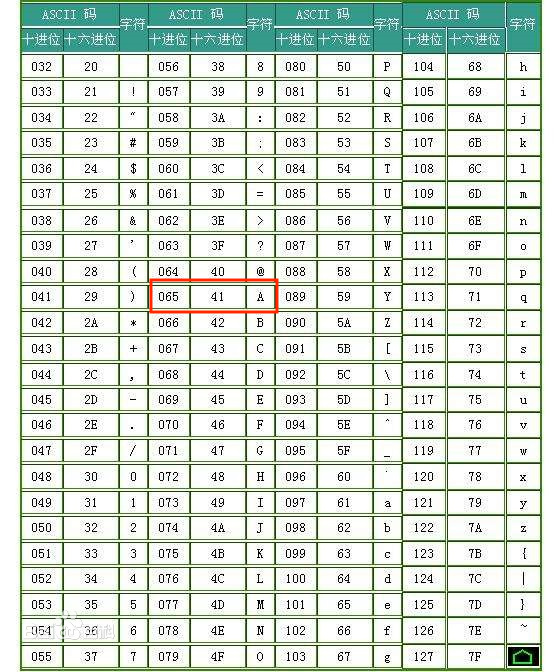 ASCII 码 字符 ASCII 码 字符 ASCII 码 字符 ASCII 码 字符
十进位 十六进位 十进位 十六进位 十进位 十六进位 十进位 十六进位
032 20 056 38 8 080 50 P 104 68 h
033 21 ! 057 39 9 081 51 Q 105 69 i
034 22 " 058 3A : 082 52 R 106 6A j
035 23 # 059 3B ; 083 53 S 107 6B k
036 24 $ 060 3C < 084 54 T 108 6C l
037 25 % 061 3D = 085 55 U 109 6D m
038 26 & 062 3E > 086 56 V 110 6E n
039 27 ' 063 3F ? 087 57 W 111 6F o
040 28 ( 064 40 @ 088 58 X 112 70 p
041 29 ) 065 41 A 089 59 Y 113 71 q
042 2A * 066 42 B 090 5A Z 114 72 r
043 2B + 067 43 C 091 5B [ 115 73 s
044 2C , 068 44 D 092 5C \ 116 74 t
045 2D - 069 45 E 093 5D ] 117 75 u
046 2E . 070 46 F 094 5E ^ 118 76 v
047 2F / 071 47 G 095 5F _ 119 77 w
048 30 0 072 48 H 096 60 ` 120 78 x
049 31 1 073 49 I 097 61 a 121 79 y
050 32 2 074 4A J 098 62 b 122 7A z
051 33 3 075 4B K 099 63 c 123 7B {
052 34 4 076 4C L 100 64 d 124 7C |
053 35 5 077 4D M 101 65 e 125 7D }
054 36 6 078 4E N 102 66 f 126 7E ~
055 37 7 079 4F O 103 67 g 127 7F